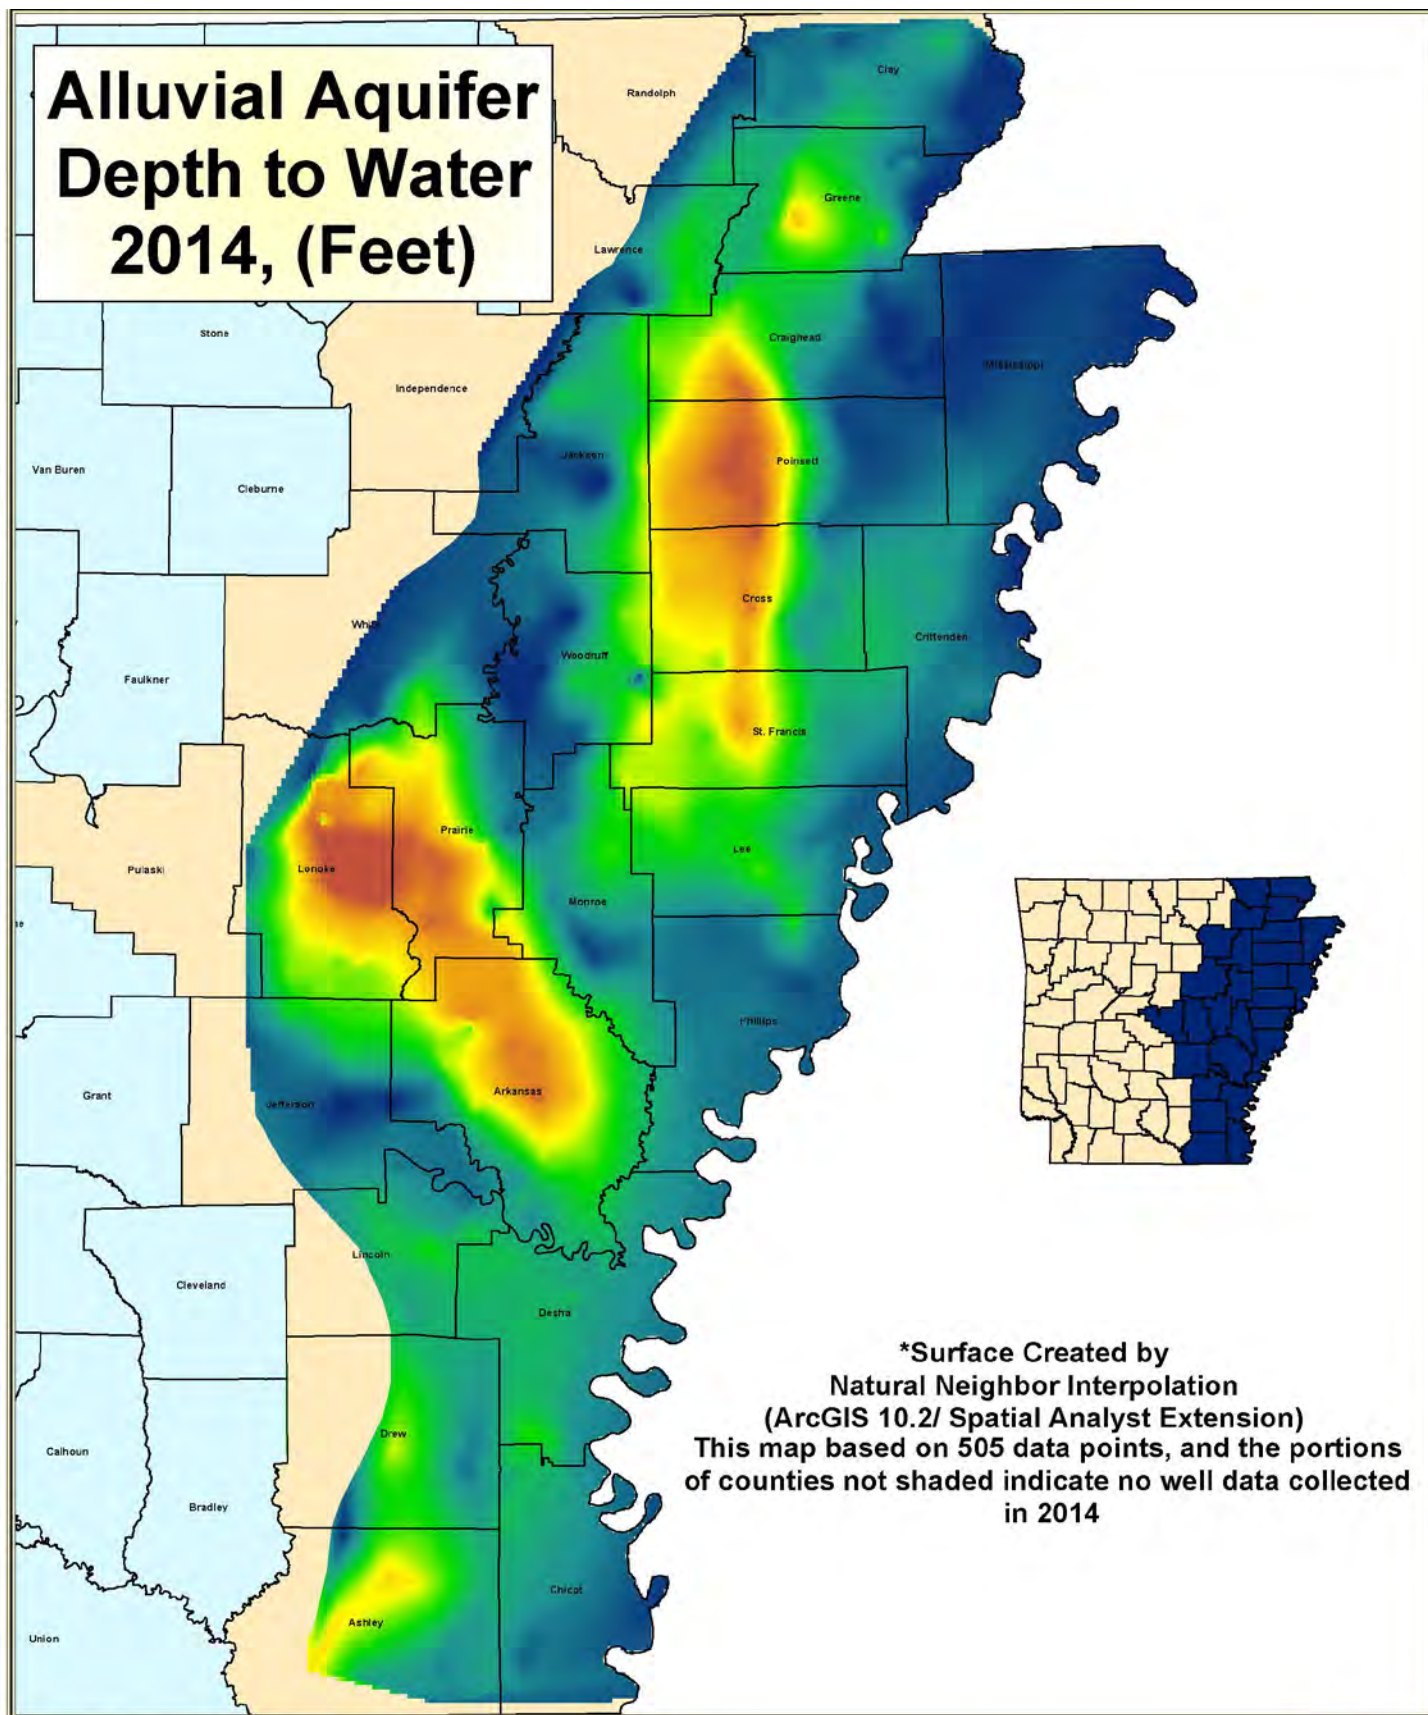 Alluvial Aquifer
Depth to Water
2014, (Feet)
Clay
Randolph
Greene
Lawrence
Stone
Craighead
Mississippi
Independence
Jackson
Poinsett
Van Buren
Cleburne
Cross
White
Woodruff
Crittenden
Faulkner
St. Francis
Prairie
Lee
Pulaski
Lonoke
Monroe
Phillips
Grant
Arkansas
Jefferson
Lincoln
Cleveland
Desha
*Surface Created by
Natural Neighbor Interpolation
(ArcGIS 10.2/ Spatial Analyst Extension)
This map based on 505 data points, and the portions
of counties not shaded indicate no well data collected
in 2014
Drew
Calhoun
Bradley
Chicot
Ashley
Union